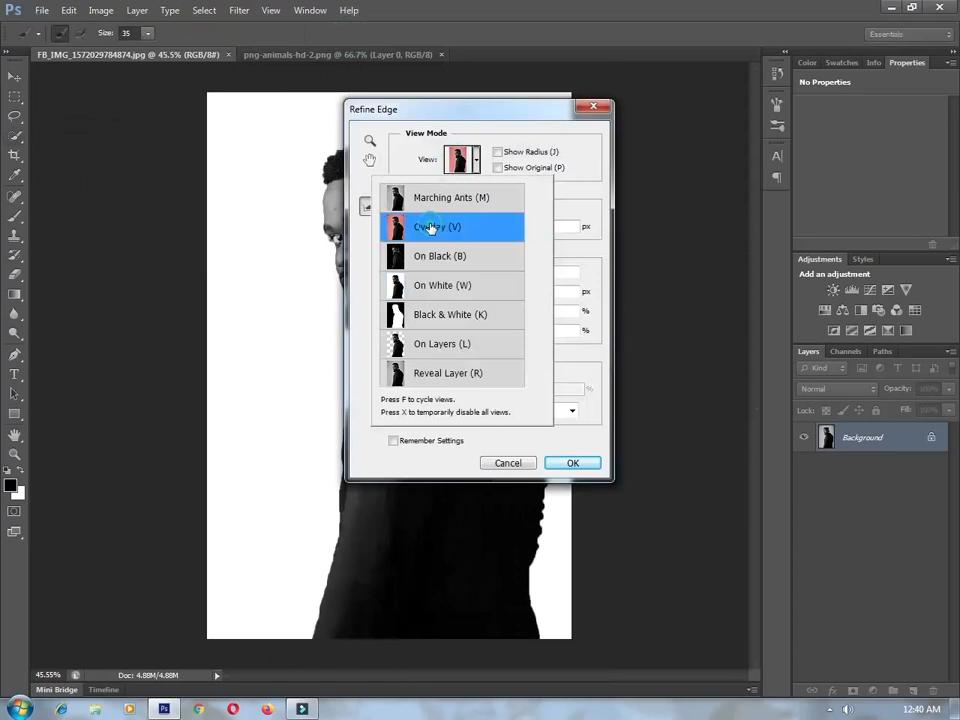 Ps File Edit Image Layer Type Select Filter View Window Help
Size: 35 Essentials
FB_IMG_1572029784874.jpg @ 45.5% (RGB/8#) × png-animals-hd-2.png @ 66.7% (Layer 0, RGB/8) ×
Color Swatches Info Properties
No Properties
Refine Edge
View Mode
View: Show Radius (J)
Show Original (P)
Marching Ants (M)
Overlay (V)
px
On Black (B)
On White (W)
px
Black & White (K)
%
%
On Layers (L)
Reveal Layer (R)
%
Press F to cycle views.
Press X to temporarily disable all views.
Remember Settings
Cancel OK
Adjustments Styles
Add an adjustment
Layers Channels Paths
Kind
Normal Opacity: 100%
Lock: Fill: 100%
Background
45.55% Doc: 4.88M/4.88M
Mini Bridge Timeline
Ps 12:40 AM